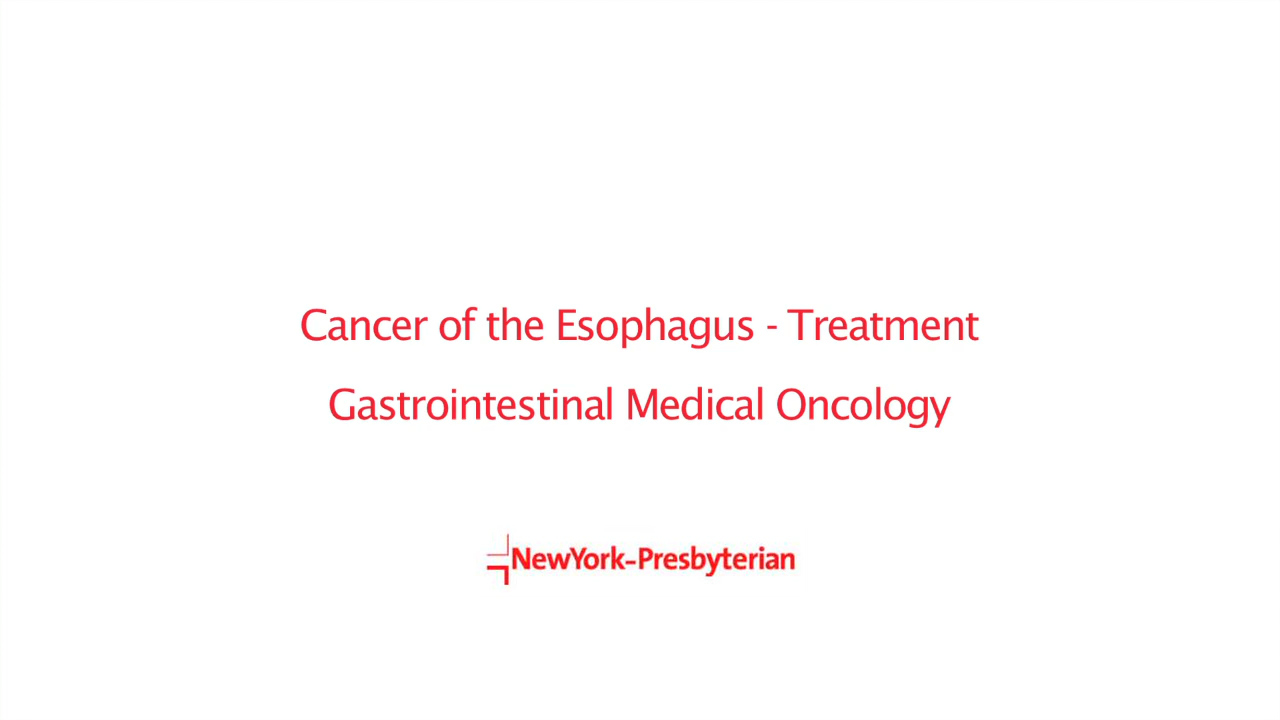 Cancer of the Esophagus - Treatment
Gastrointestinal Medical Oncology
NewYork-Presbyterian